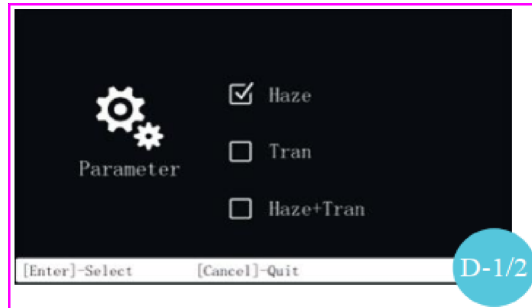 Haze
Tran
Parameter
Haze+Tran
[Enter]-Select [Cancel]-Quit
D-1/2